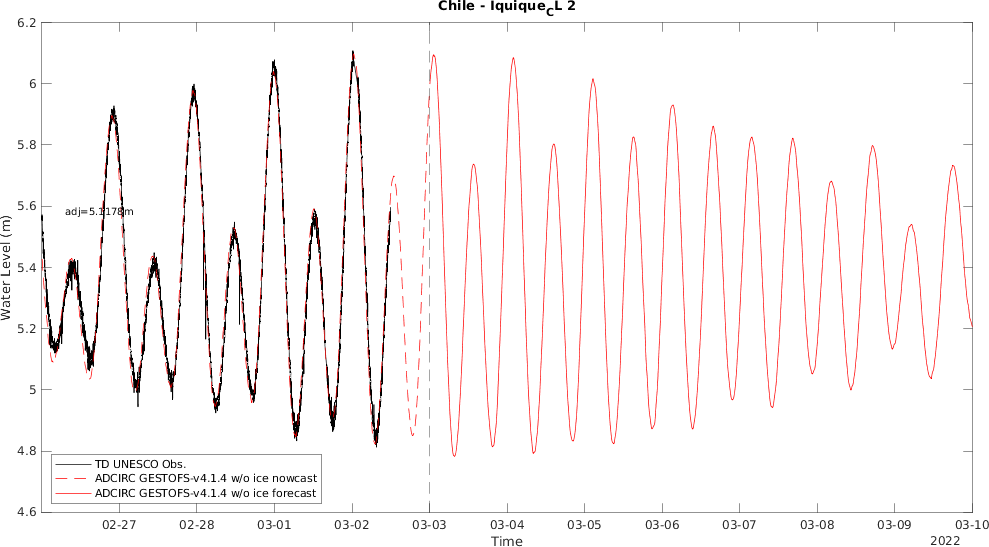 Chile - Iquique_CL 2
6.2
6
5.8
5.6
5.4
5.2
5
4.8
4.6
Water Level (m)
adj=5.1178m
TD UNESCO Obs.
ADCIRC GESTOFS-v4.1.4 w/o ice nowcast
ADCIRC GESTOFS-v4.1.4 w/o ice forecast
02-27 02-28 03-01 03-02 03-03 03-04 03-05 03-06 03-07 03-08 03-09 03-10
Time
2022